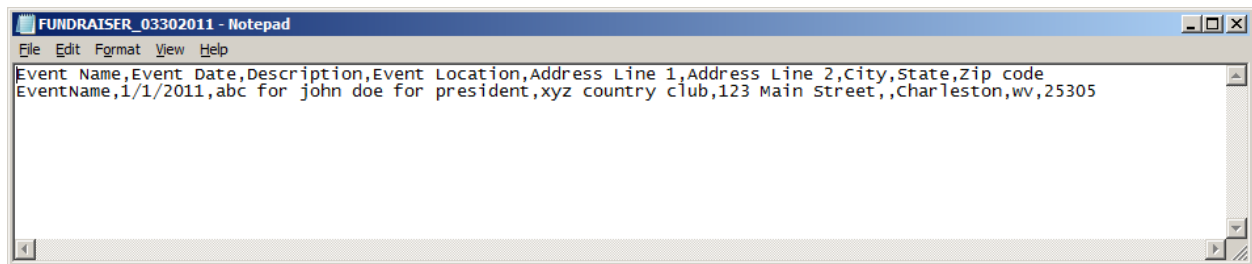 FUNDRAISER_03302011 - Notepad
File Edit Format View Help
Event Name,Event Date,Description,Event Location,Address Line 1,Address Line 2,City,State,Zip code
EventName,1/1/2011,abc for john doe for president,xyz country club,123 Main Street,,Charleston,wv,25305